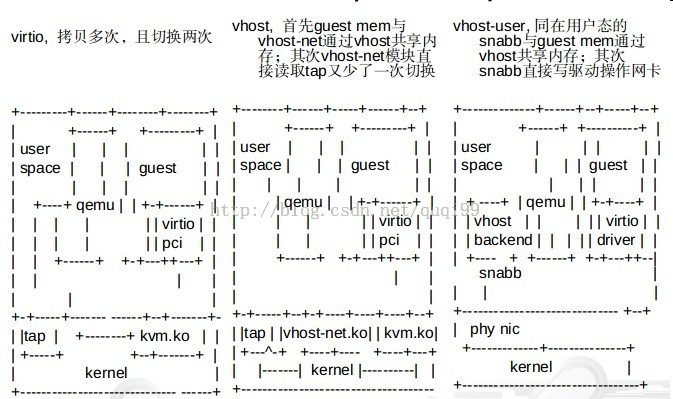 virtio, 拷贝多次, 且切换两次
vhost, 首先guest mem与
vhost-net通过vhost共享内
存; 其次vhost-net模块直
接读取tap又少了一次切换
vhost-user, 同在用户态的
snabb与guest mem通过
vhost共享内存; 其次
snabb直接写驱动操作网卡
user
space
guest
qemu
virtio
pci
tap
kvm.ko
kernel
user
space
guest
qemu
virtio
pci
tap
vhost-net.ko
kvm.ko
kernel
user
space
guest
qemu
vhost
backend
virtio
driver
snabb
phy nic
kernel
http://blog.csdn.net/quqi99